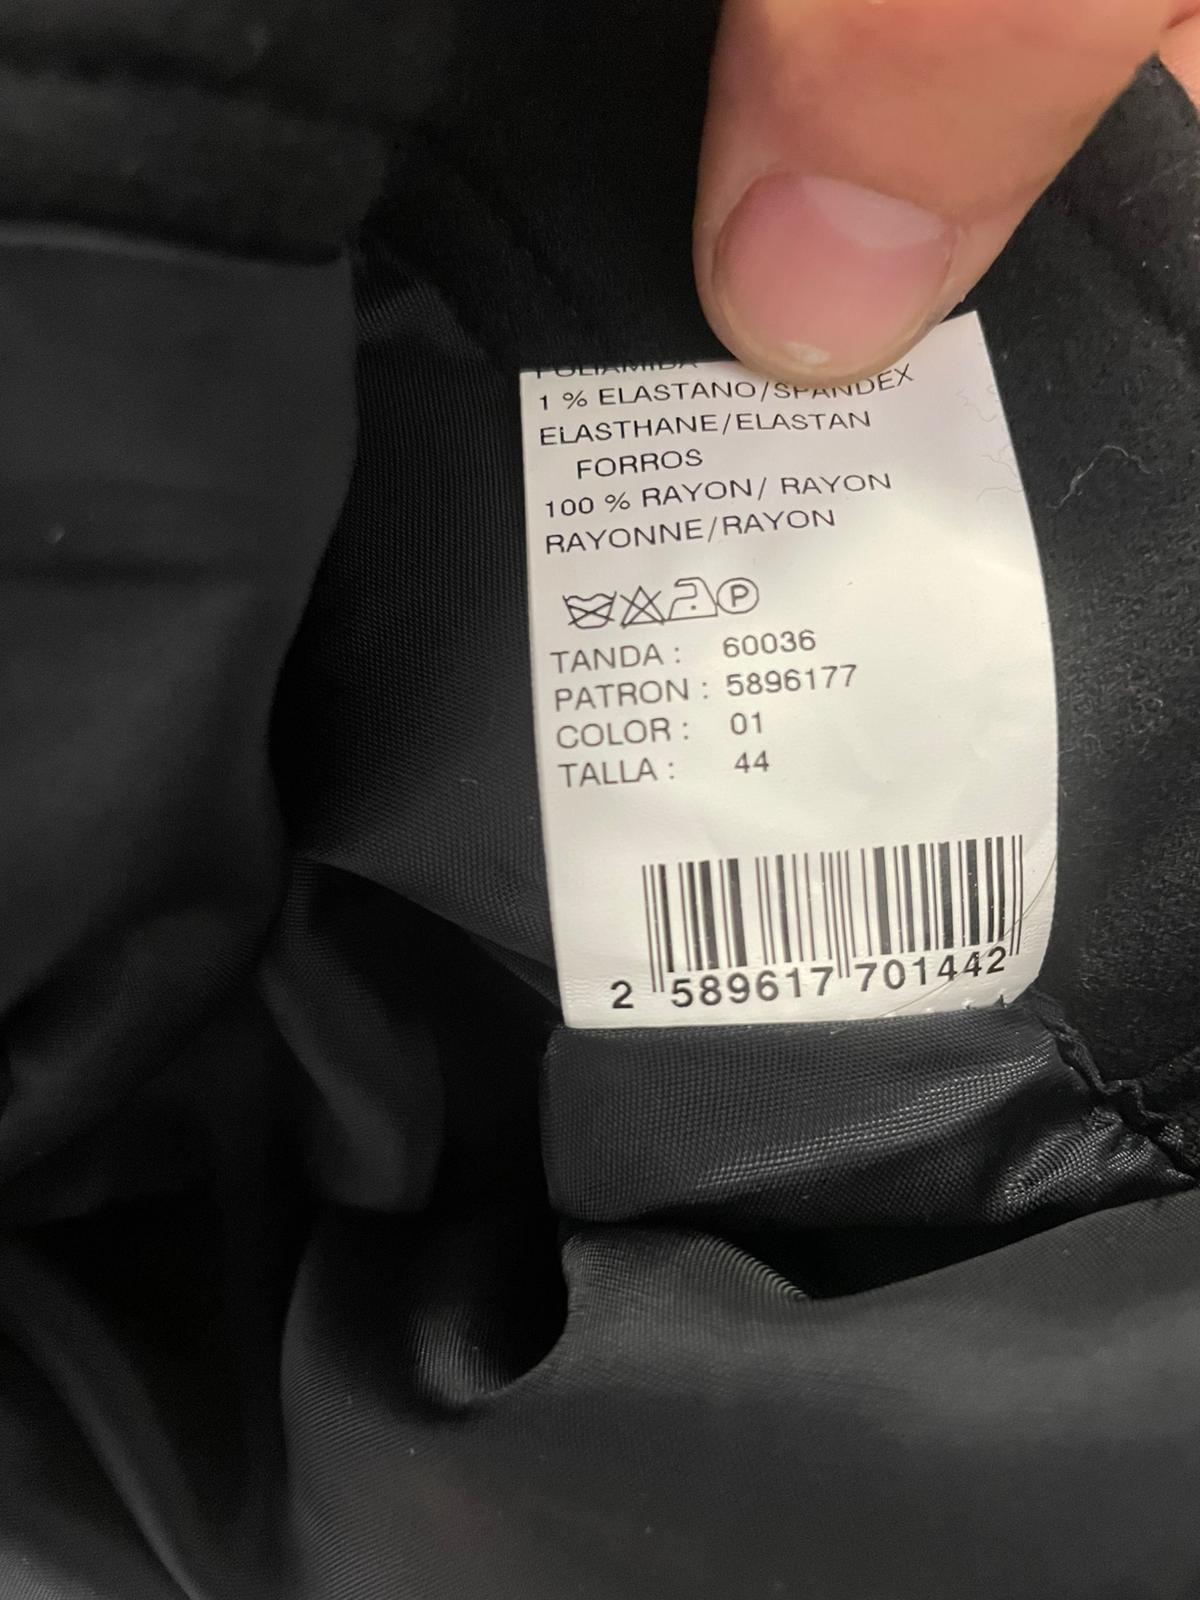 POLIAMIDA
1 % ELASTANO/SPANDEX
ELASTHANE/ELASTAN
FORROS
100 % RAYON/ RAYON
RAYONNE/RAYON
P
TANDA : 60036
PATRON : 5896177
COLOR : 01
TALLA : 44
2 589617 701442